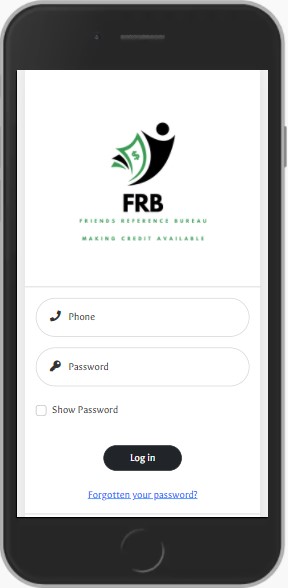 FRB
FRIENDS REFERENCE BUREAU
MAKING CREDIT AVAILABLE
Phone
Password
Show Password
Log in
Forgotten your password?